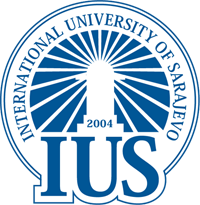 INTERNATIONAL UNIVERSITY OF SARAJEVO
2004
IUS